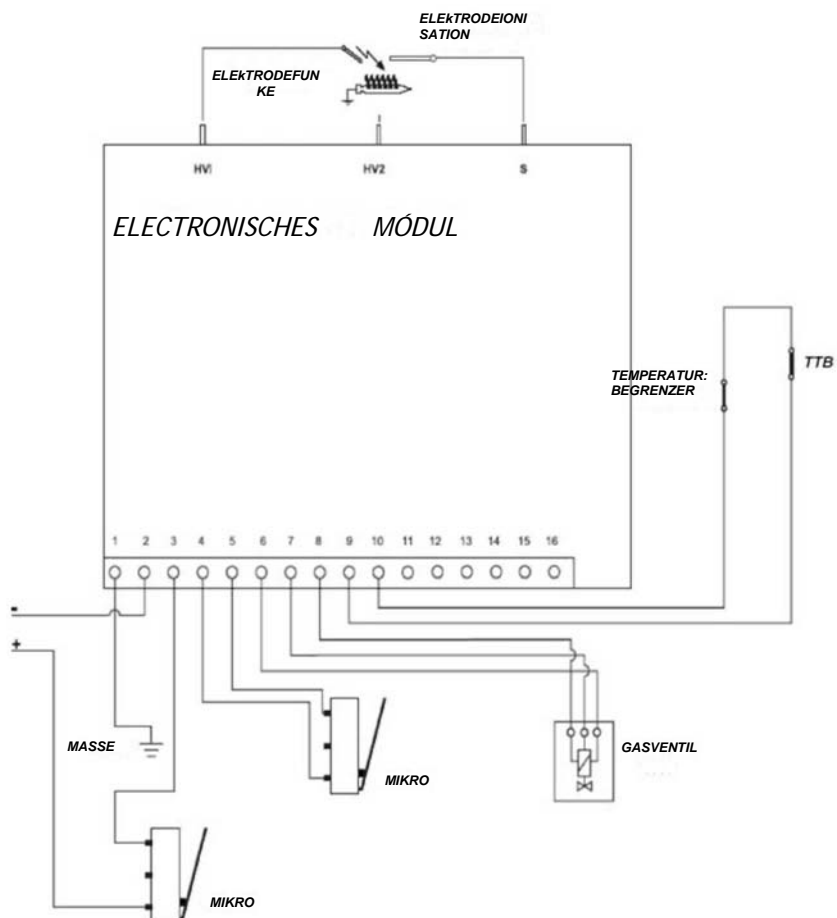 ELEkTRODEIONI
SATION
ELEkTRODEFUN
KE
HVI HV2 S
ELECTRONISCHES MÓDUL
TTB
TEMPERATUR:
BEGRENZER
1 2 3 4 5 6 7 8 9 10 11 12 13 14 15 16
-
+
MASSE
GASVENTIL
MIKRO
MIKRO